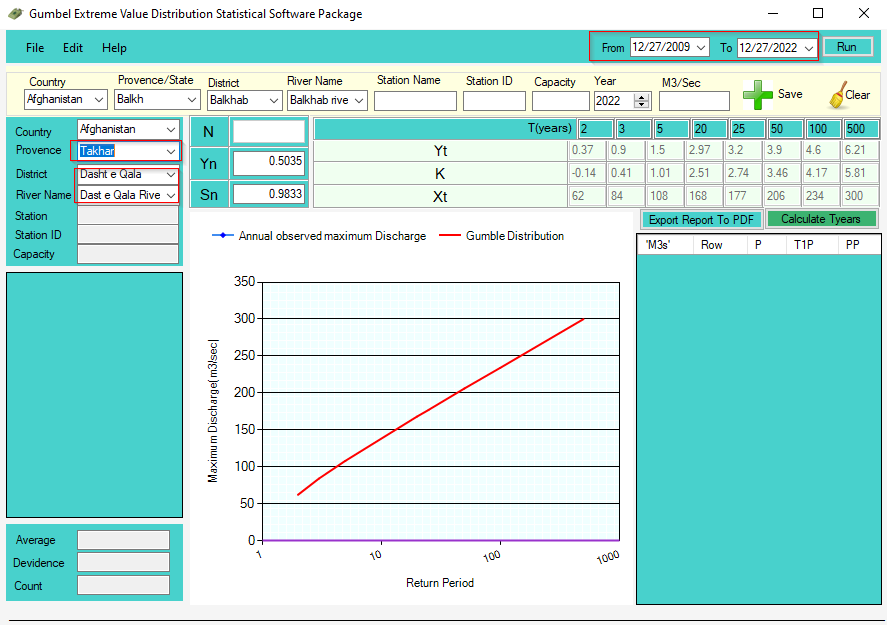 Gumbel Extreme Value Distribution Statistical Software Package
File Edit Help From 12/27/2009 To 12/27/2022 Run
Country Provence/State District River Name Station Name Station ID Capacity Year M3/Sec
Afghanistan Balkh Balkhab Balkhab rive 2022 Save Clear
Country Afghanistan
Provence Takhar
District Dasht e Qala
River Name Dast e Qala Rive
Station
Station ID
Capacity
N
Yn 0.5035
Sn 0.9833
T(years) 2 3 5 20 25 50 100 500
Yt 0.37 0.9 1.5 2.97 3.2 3.9 4.6 6.21
K -0.14 0.41 1.01 2.51 2.74 3.46 4.17 5.81
Xt 62 84 108 168 177 206 234 300
Export Report To PDF Calculate Tyears
'M3s' Row P T1P PP
Annual observed maximum Discharge Gumble Distribution
350
300
250
200
150
100
50
0
Maximum Discharge[m3/sec]
1 10 100 1000
Return Period
Average
Devidence
Count